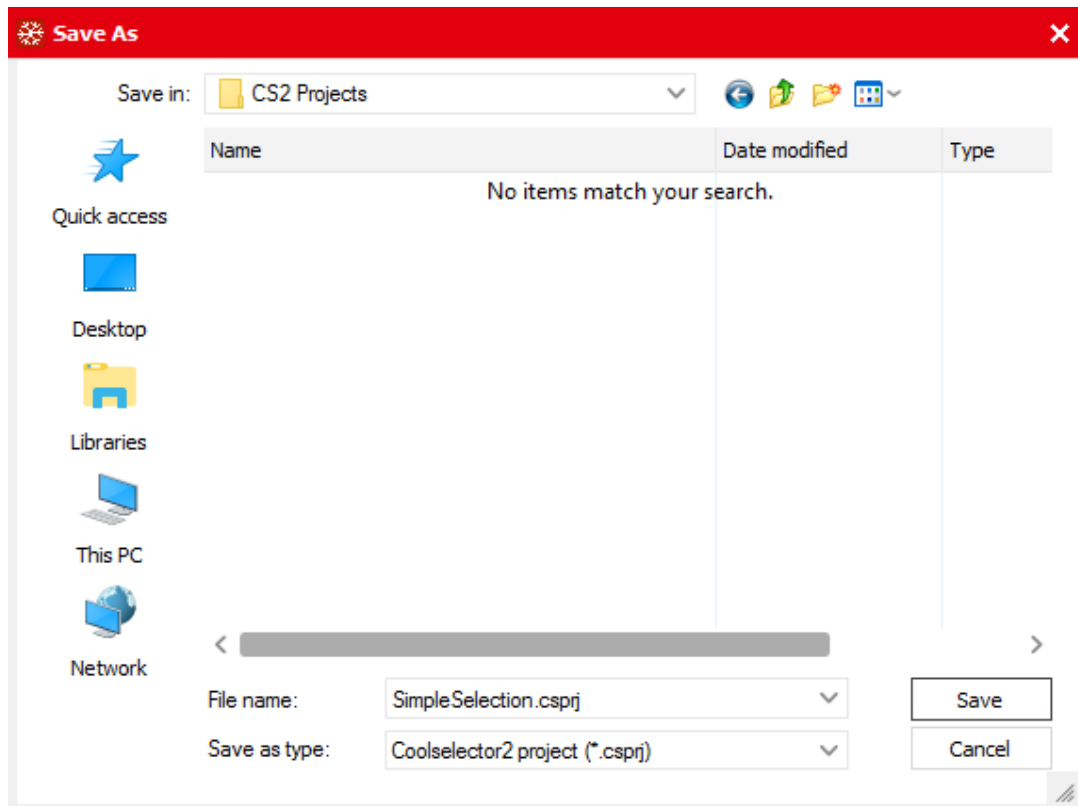 Save As
Save in:
CS2 Projects
Name
Date modified
Type
No items match your search.
Quick access
Desktop
Libraries
This PC
Network
File name:
SimpleSelection.csprj
Save
Save as type:
Coolselector2 project (*.csprj)
Cancel